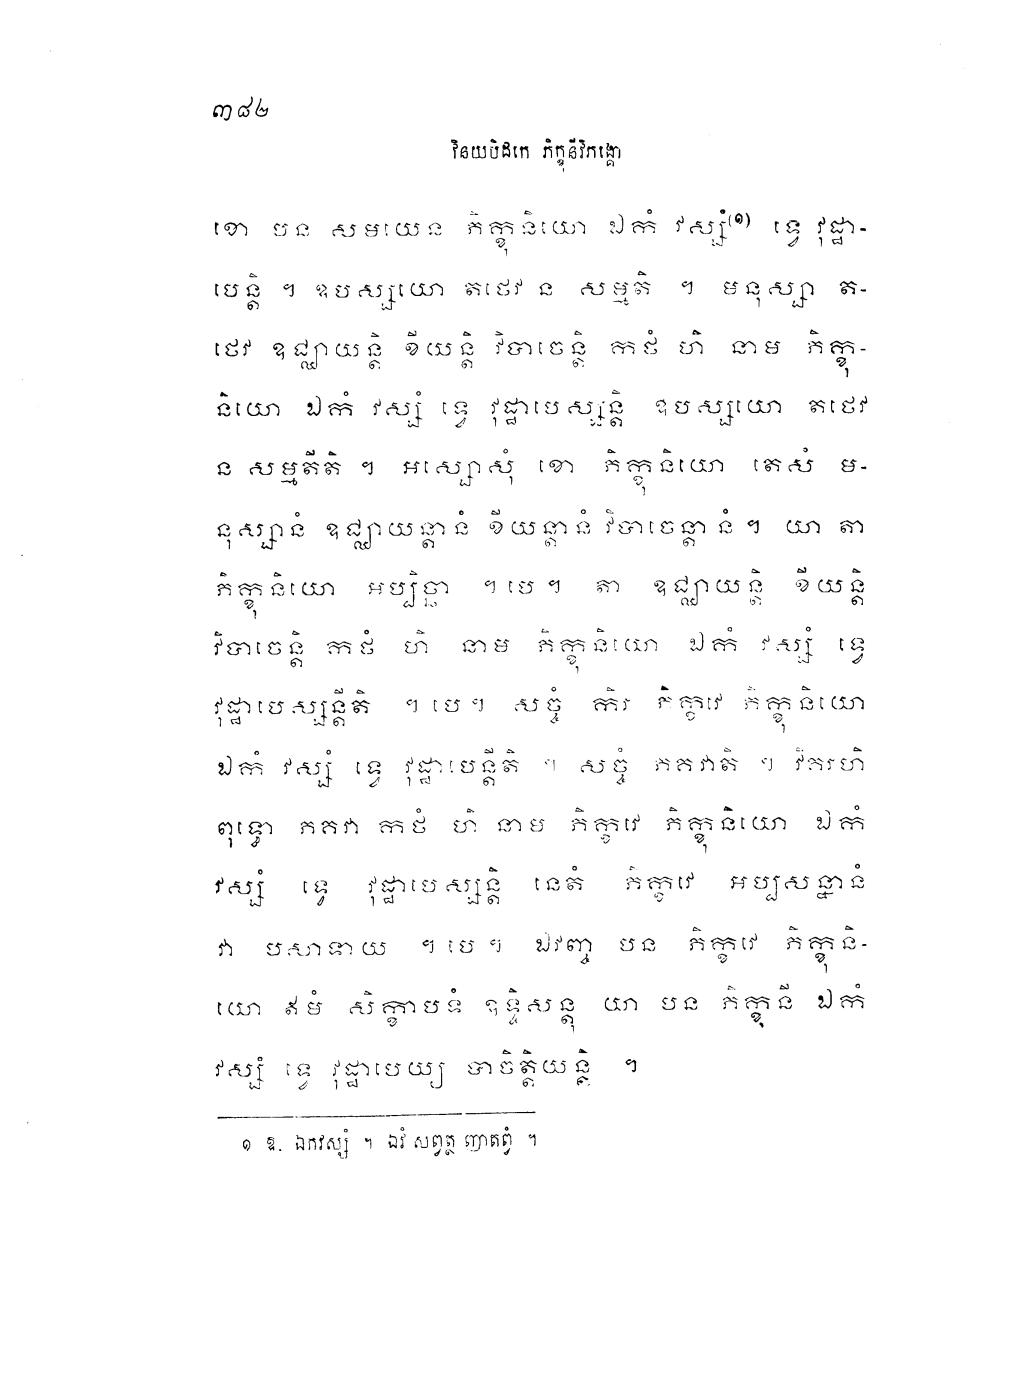 ៣៨២
វិនយបិដកេ ភិក្ខុនីវិភង្គោ
ខោ បន សមយេន ភិក្ខុនិយោ ឯកំ វស្សំ(១) ទ្វេ វុដ្ឋា-
បេន្តិ ។ ឧបស្សយោ តថេវ ន សម្មតិ ។ មនុស្សា ត-
ថេវ ឧជ្ឈាយន្តិ ខីយន្តិ វិបាចេន្តិ កថំ ហិ នាម ភិក្ខុ-
និយោ ឯកំ វស្សំ ទ្វេ វុដ្ឋាបេស្សន្តិ ឧបស្សយោ តថេវ
ន សម្មតីតិ ។ អស្សោសុំ ខោ ភិក្ខុនិយោ តេសំ ម-
នុស្សានំ ឧជ្ឈាយន្តានំ ខីយន្តានំ វិបាចេន្តានំ ។ យា តា
ភិក្ខុនិយោ អប្បិច្ឆា ។ បេ ។ តា ឧជ្ឈាយន្តិ ខីយន្តិ
វិបាចេន្តិ កថំ ហិ នាម ភិក្ខុនិយោ ឯកំ វស្សំ ទ្វេ
វុដ្ឋាបេស្សន្តីតិ ។ បេ ។ សច្ចំ កិរ ភិក្ខវេ ភិក្ខុនិយោ
ឯកំ វស្សំ ទ្វេ វុដ្ឋាបេន្តីតិ ។ សច្ចំ ភគវាតិ ។ វិគរហិ
ពុទ្ធោ ភគវា កថំ ហិ នាម ភិក្ខវេ ភិក្ខុនិយោ ឯកំ
វស្សំ ទ្វេ វុដ្ឋាបេស្សន្តិ នេតំ ភិក្ខវេ អប្បសន្នានំ
វា បសាទាយ ។ បេ ។ ឯវញ្ច បន ភិក្ខវេ ភិក្ខុនិ-
យោ ឥមំ សិក្ខាបទំ ឧទ្ទិសន្តុ យា បន ភិក្ខុនី ឯកំ
វស្សំ ទ្វេ វុដ្ឋាបេយ្យ បាចិត្តិយន្តិ ។
១ ឱ. ឯកវស្សំ ។ ឯវំ សព្វត្ថ ញាតព្វំ ។